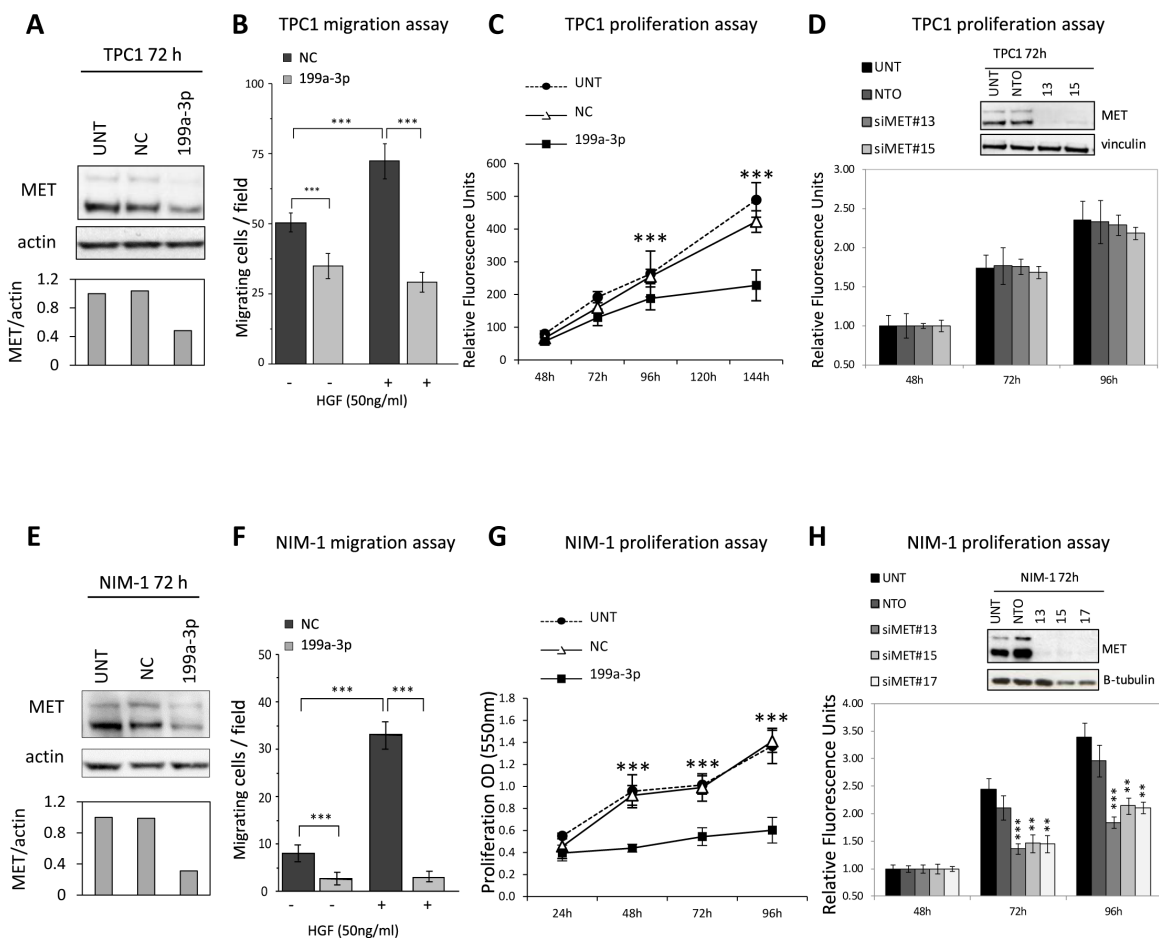 A
TPC1 72 h
UNT
NC
199a-3p
MET
actin
MET/actin
1.2
0.8
0.4
0
B
TPC1 migration assay
NC
199a-3p
Migrating cells / field
100
75
50
25
0
***
***
***
- - + +
HGF (50ng/ml)
C
TPC1 proliferation assay
UNT
NC
199a-3p
Relative Fluorescence Units
600
500
400
300
200
100
0
***
***
48h 72h 96h 120h 144h
D
TPC1 proliferation assay
UNT
NTO
siMET#13
siMET#15
TPC1 72h
UNT
NTO
13
15
MET
vinculin
Relative Fluorescence Units
3.00
2.50
2.00
1.50
1.00
0.50
48h 72h 96h
E
NIM-1 72 h
UNT
NC
199a-3p
MET
actin
MET/actin
1.2
0.8
0.4
0
F
NIM-1 migration assay
NC
199a-3p
Migrating cells / field
50
40
30
20
10
0
***
***
***
- - + +
HGF (50ng/ml)
G
NIM-1 proliferation assay
UNT
NC
199a-3p
Proliferation OD (550nm)
1.8
1.6
1.4
1.2
1.0
0.8
0.6
0.4
0.2
0.0
***
***
***
24h 48h 72h 96h
H
NIM-1 proliferation assay
UNT
NTO
siMET#13
siMET#15
siMET#17
NIM-1 72h
UNT
NTO
13
15
17
MET
B-tubulin
Relative Fluorescence Units
4.00
3.50
3.00
2.50
2.00
1.50
1.00
0.50
***
**
**
***
**
**
48h 72h 96h